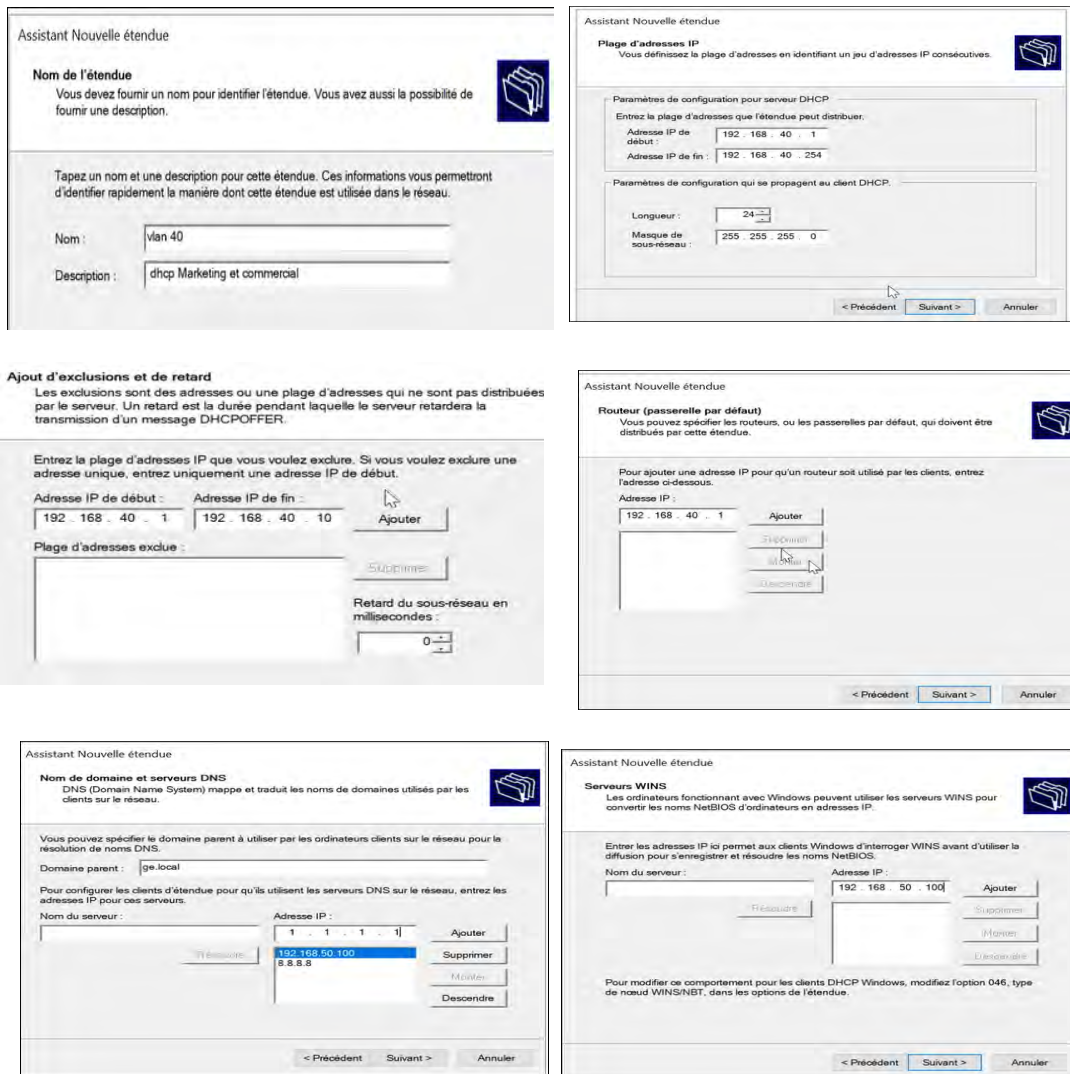 Assistant Nouvelle étendue
Nom de l'étendue
Vous devez fournir un nom pour identifier l'étendue. Vous avez aussi la possibilité de
fournir une description.
Tapez un nom et une description pour cette étendue. Ces informations vous permettront
d'identifier rapidement la manière dont cette étendue est utilisée dans le réseau.
Nom :
vlan 40
Description :
dhcp Marketing et commercial
Assistant Nouvelle étendue
Plage d'adresses IP
Vous définissez la plage d'adresses en identifiant un jeu d'adresses IP consécutives.
Paramètres de configuration pour serveur DHCP
Entrez la plage d'adresses que l'étendue peut distribuer.
Adresse IP de
début :
192 . 168 . 40 . 1
Adresse IP de fin :
192 . 168 . 40 . 254
Paramètres de configuration qui se propagent au client DHCP.
Longueur :
24
Masque de
sous-réseau :
255 . 255 . 255 . 0
< Précédent
Suivant >
Annuler
Ajout d'exclusions et de retard
Les exclusions sont des adresses ou une plage d'adresses qui ne sont pas distribuées
par le serveur. Un retard est la durée pendant laquelle le serveur retardera la
transmission d'un message DHCPOFFER.
Entrez la plage d'adresses IP que vous voulez exclure. Si vous voulez exclure une
adresse unique, entrez uniquement une adresse IP de début.
Adresse IP de début :
Adresse IP de fin :
192 . 168 . 40 . 1
192 . 168 . 40 . 10
Ajouter
Plage d'adresses exclue :
Supprimer
Retard du sous-réseau en
millisecondes :
0
Assistant Nouvelle étendue
Routeur (passerelle par défaut)
Vous pouvez spécifier les routeurs, ou les passerelles par défaut, qui doivent être
distribués par cette étendue.
Pour ajouter une adresse IP pour qu'un routeur soit utilisé par les clients, entrez
l'adresse ci-dessous.
Adresse IP :
192 . 168 . 40 . 1
Ajouter
Supprimer
Monter
Descendre
< Précédent
Suivant >
Annuler
Assistant Nouvelle étendue
Nom de domaine et serveurs DNS
DNS (Domain Name System) mappe et traduit les noms de domaines utilisés par les
clients sur le réseau.
Vous pouvez spécifier le domaine parent à utiliser par les ordinateurs clients sur le réseau pour la
résolution de noms DNS.
Domaine parent :
ge.local
Pour configurer les clients d'étendue pour qu'ils utilisent les serveurs DNS sur le réseau, entrez les
adresses IP pour ces serveurs.
Nom du serveur :
Adresse IP :
1 . 1 . 1 . 1
Ajouter
Résoudre
192.168.50.100
Supprimer
8.8.8.8
Monter
Descendre
< Précédent
Suivant >
Annuler
Assistant Nouvelle étendue
Serveurs WINS
Les ordinateurs fonctionnant avec Windows peuvent utiliser les serveurs WINS pour
convertir les noms NetBIOS d'ordinateurs en adresses IP.
Entrer les adresses IP ici permet aux clients Windows d'interroger WINS avant d'utiliser la
diffusion pour s'enregistrer et résoudre les noms NetBIOS.
Nom du serveur :
Adresse IP :
192 . 168 . 50 . 100
Ajouter
Résoudre
Supprimer
Monter
Descendre
Pour modifier ce comportement pour les clients DHCP Windows, modifiez l'option 046, type
de nœud WINS/NBT, dans les options de l'étendue.
< Précédent
Suivant >
Annuler